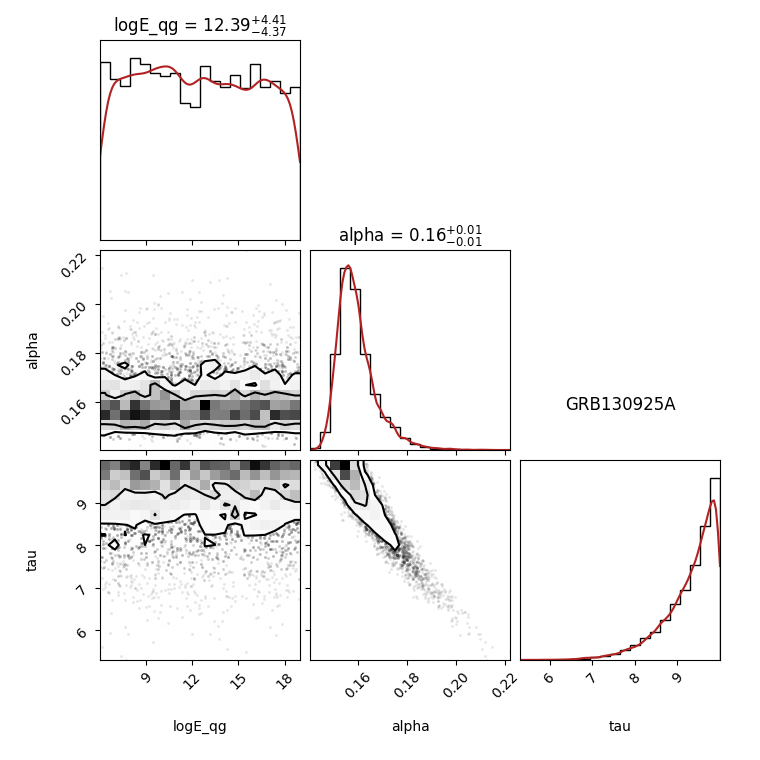 logE_qg = 12.39+4.41−4.37
alpha = 0.16+0.01−0.01
0.22
0.20
0.18
0.16
alpha
GRB130925A
9
8
7
6
tau
9 12 15 18
0.16 0.18 0.20 0.22
6 7 8 9
logE_qg
alpha
tau